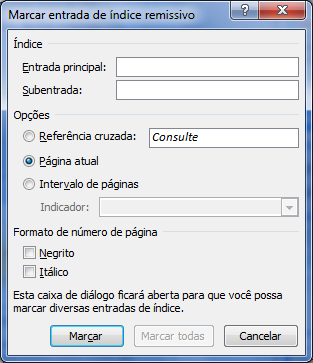 Marcar entrada de índice remissivo
Índice
Entrada principal:
Subentrada:
Opções
Referência cruzada: Consulte
Página atual
Intervalo de páginas
Indicador:
Formato de número de página
Negrito
Itálico
Esta caixa de diálogo ficará aberta para que você possa
marcar diversas entradas de índice.
Marcar Marcar todas Cancelar